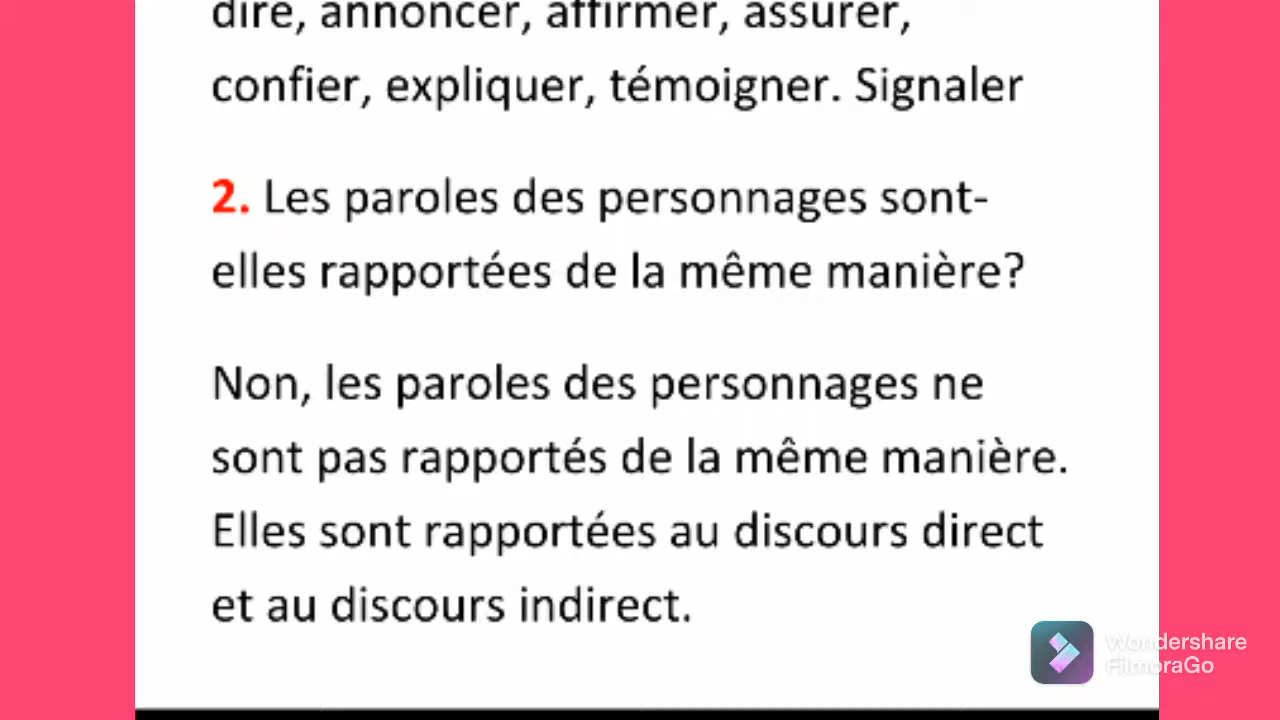 dire, annoncer, affirmer, assurer,
confier, expliquer, témoigner. Signaler
2. Les paroles des personnages sont-
elles rapportées de la même manière?
Non, les paroles des personnages ne
sont pas rapportés de la même manière.
Elles sont rapportées au discours direct
et au discours indirect.
Wondershare
FilmoraGo